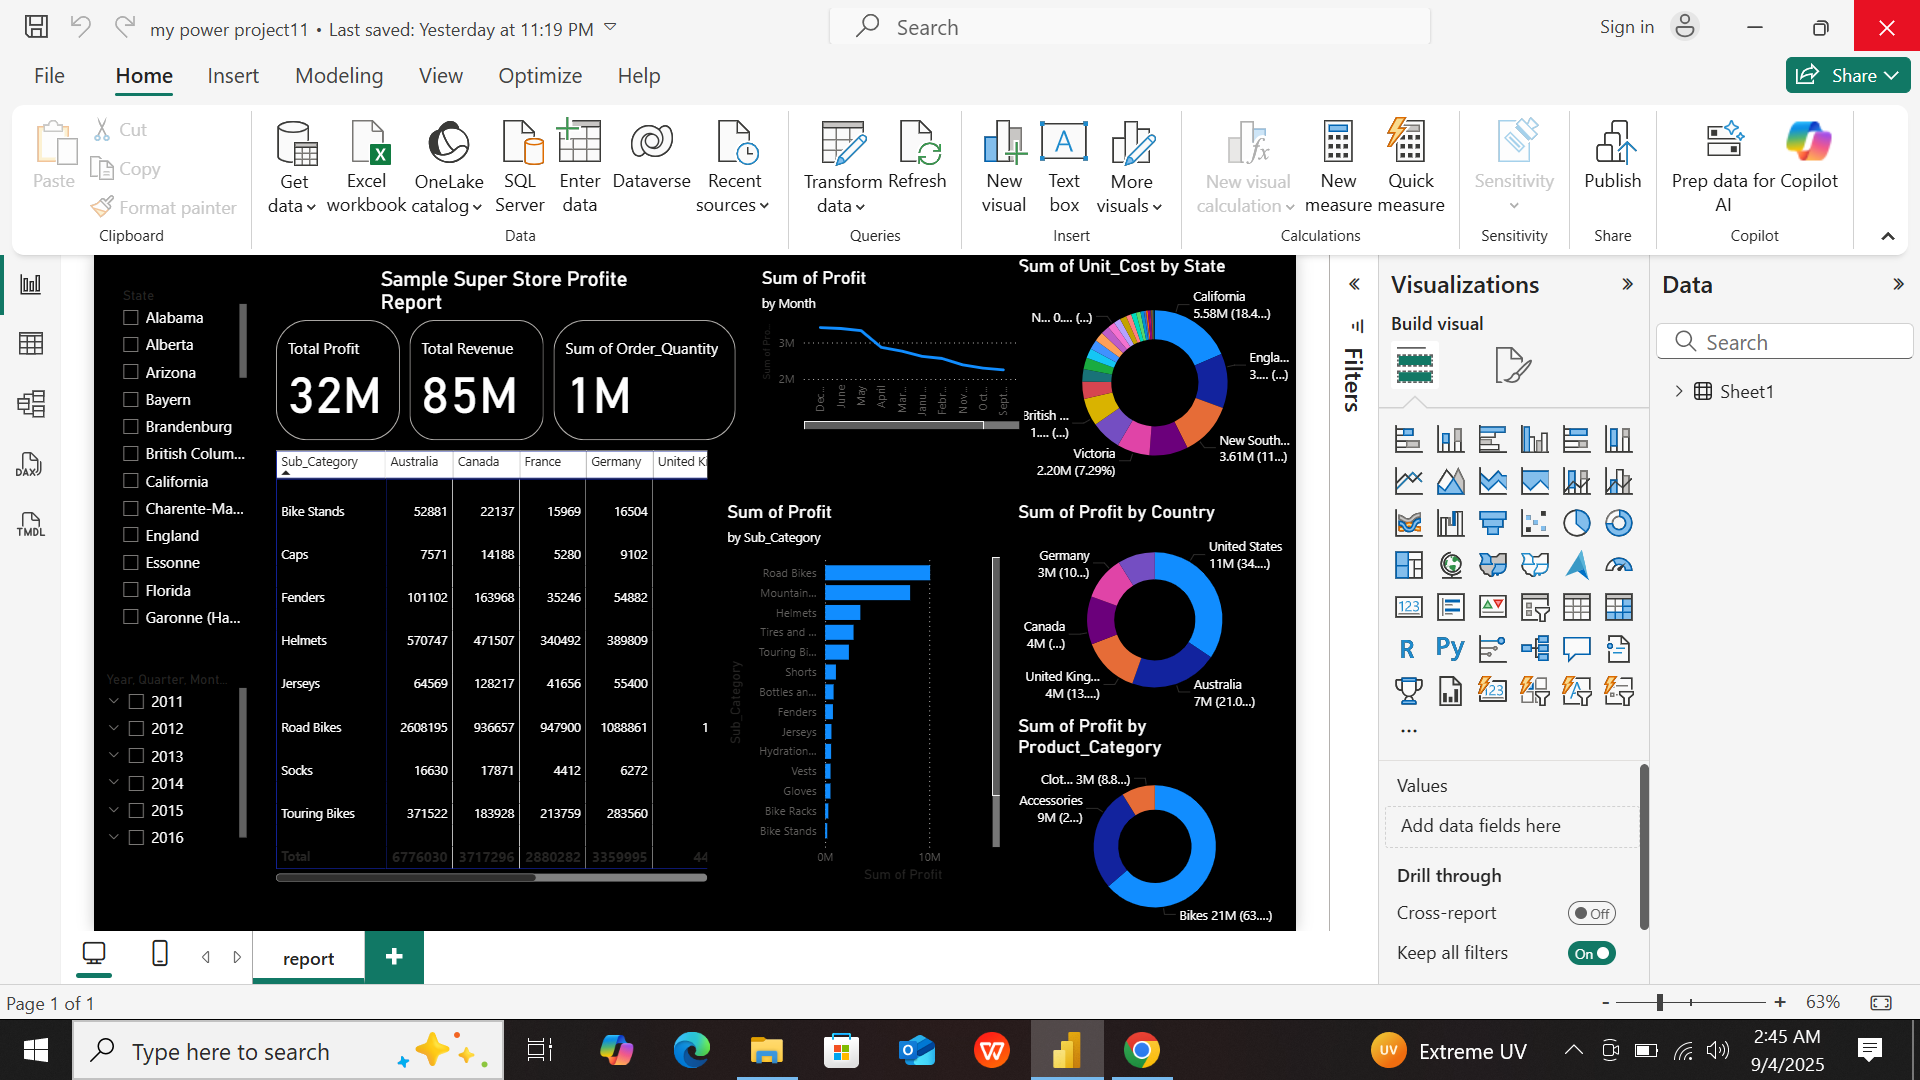 my power project11 • Last saved: Yesterday at 11:19 PM
Search
Sign in
File
Home
Insert
Modeling
View
Optimize
Help
Share
Paste
Cut
Copy
Format painter
Clipboard
Get data
Excel workbook
OneLake catalog
SQL Server
Enter data
Dataverse
Recent sources
Data
Transform data
Refresh
Queries
New visual
Text box
More visuals
Insert
New visual calculation
New measure
Quick measure
Calculations
Sensitivity
Sensitivity
Publish
Share
Prep data for AI
Copilot
Copilot
State
Alabama
Alberta
Arizona
Bayern
Brandenburg
British Colum...
California
Charente-Ma...
England
Essonne
Florida
Garonne (Ha...
Year, Quarter, Mont...
2011
2012
2013
2014
2015
2016
Sample Super Store Profite
Report
Total Profit
32M
Total Revenue
85M
Sum of Order_Quantity
1M
Sub_Category Australia Canada France Germany United Ki
Bike Stands 52881 22137 15969 16504
Caps 7571 14188 5280 9102
Fenders 101102 163968 35246 54882
Helmets 570747 471507 340492 389809
Jerseys 64569 128217 41656 55400
Road Bikes 2608195 936657 947900 1088861 1
Socks 16630 17871 4412 6272
Touring Bikes 371522 183928 213759 283560
Total 6776030 3717296 2880282 3359995 44
Sum of Profit
by Month
Sum of Pro...
3M
2M
Dec...
June
May
April
Mar...
Janu...
Febr...
Nov...
Oct...
Sept...
Sum of Profit
by Sub_Category
Sub_Category
Road Bikes
Mountain...
Helmets
Tires and ...
Touring Bi...
Shorts
Bottles an...
Fenders
Jerseys
Hydration...
Vests
Gloves
Bike Racks
Bike Stands
0M
10M
Sum of Profit
Sum of Unit_Cost by State
California
5.58M (18.4...)
N... 0.... (...)
Engla...
3.... (...)
British ...
1.... (...)
New South...
3.61M (11...)
Victoria
2.20M (7.29%)
Sum of Profit by Country
United States
11M (34....)
Germany
3M (10...)
Canada
4M (...)
United King...
4M (13....)
Australia
7M (21.0...)
Sum of Profit by
Product_Category
Clot... 3M (8.8...)
Accessories
9M (2...)
Bikes 21M (63....)
Filters
Visualizations
Build visual
123
R
Py
123
A
...
Values
Add data fields here
Drill through
Cross-report
Off
Keep all filters
On
Data
Search
Sheet1
DAX
TMDL
report
Page 1 of 1
- + 63%
Type here to search
UV
Extreme UV
2:45 AM
9/4/2025